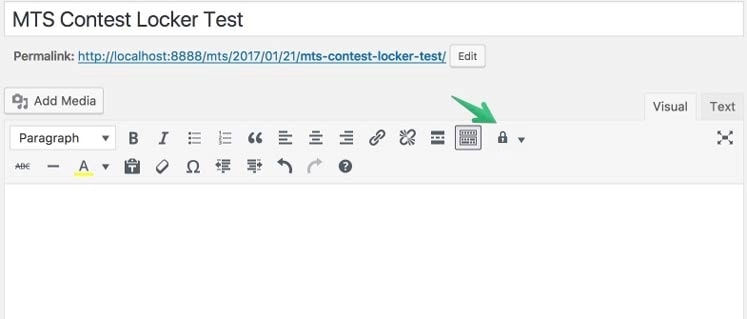 MTS Contest Locker Test
Permalink: http://localhost:8888/mts/2017/01/21/mts-contest-locker-test/ Edit
Add Media
Visual Text
Paragraph B I
ABC A Ω